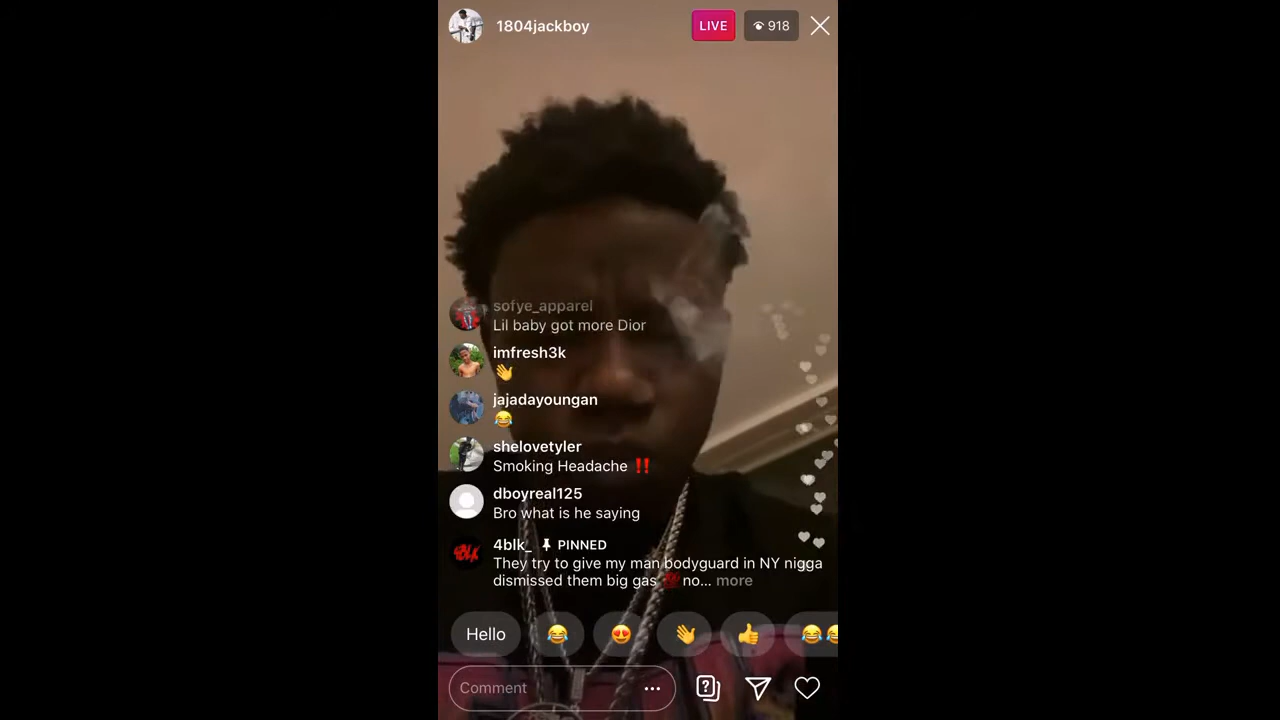 1804jackboy
LIVE
918
sofye_apparel
Lil baby got more Dior
imfresh3k
👋
jajadayoungan
😂
shelovetyler
Smoking Headache ‼️
dboyreal125
Bro what is he saying
4blk_ PINNED
They try to give my man bodyguard in NY nigga
dismissed them big gas 💯no... more
Hello 😂 😍 👋 👍 😂😂
Comment